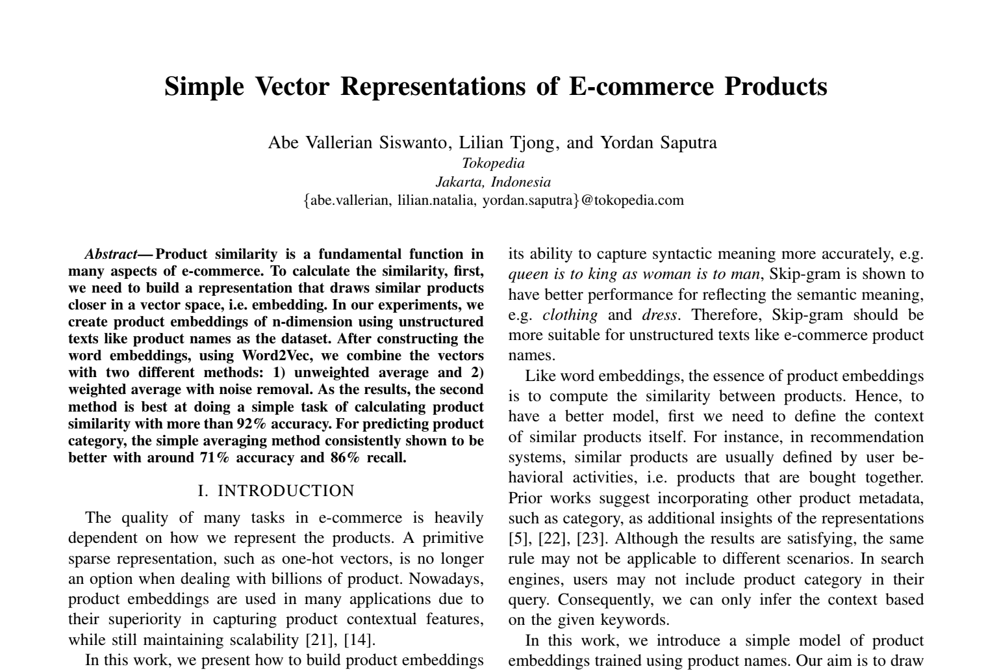 Simple Vector Representations of E-commerce Products
Abe Vallerian Siswanto, Lilian Tjong, and Yordan Saputra
Tokopedia
Jakarta, Indonesia
{abe.vallerian, lilian.natalia, yordan.saputra}@tokopedia.com
Abstract—Product similarity is a fundamental function in
many aspects of e-commerce. To calculate the similarity, first,
we need to build a representation that draws similar products
closer in a vector space, i.e. embedding. In our experiments, we
create product embeddings of n-dimension using unstructured
texts like product names as the dataset. After constructing the
word embeddings, using Word2Vec, we combine the vectors
with two different methods: 1) unweighted average and 2)
weighted average with noise removal. As the results, the second
method is best at doing a simple task of calculating product
similarity with more than 92% accuracy. For predicting product
category, the simple averaging method consistently shown to be
better with around 71% accuracy and 86% recall.
I. INTRODUCTION
The quality of many tasks in e-commerce is heavily
dependent on how we represent the products. A primitive
sparse representation, such as one-hot vectors, is no longer
an option when dealing with billions of product. Nowadays,
product embeddings are used in many applications due to
their superiority in capturing product contextual features,
while still maintaining scalability [21], [14].
In this work, we present how to build product embeddings
its ability to capture syntactic meaning more accurately, e.g.
queen is to king as woman is to man, Skip-gram is shown to
have better performance for reflecting the semantic meaning,
e.g. clothing and dress. Therefore, Skip-gram should be
more suitable for unstructured texts like e-commerce product
names.
Like word embeddings, the essence of product embeddings
is to compute the similarity between products. Hence, to
have a better model, first we need to define the context
of similar products itself. For instance, in recommendation
systems, similar products are usually defined by user be-
havioral activities, i.e. products that are bought together.
Prior works suggest incorporating other product metadata,
such as category, as additional insights of the representations
[5], [22], [23]. Although the results are satisfying, the same
rule may not be applicable to different scenarios. In search
engines, users may not include product category in their
query. Consequently, we can only infer the context based
on the given keywords.
In this work, we introduce a simple model of product
embeddings trained using product names. Our aim is to draw